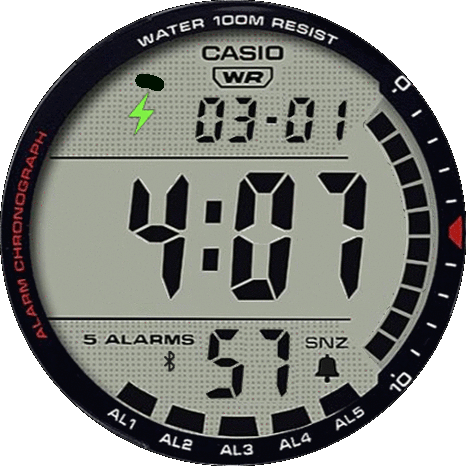 WATER 100M RESIST
CASIO
WR
03-01
ALARM CHRONOGRAPH
0
4:07
5 ALARMS
57
SNZ
10
AL1 AL2 AL3 AL4 AL5